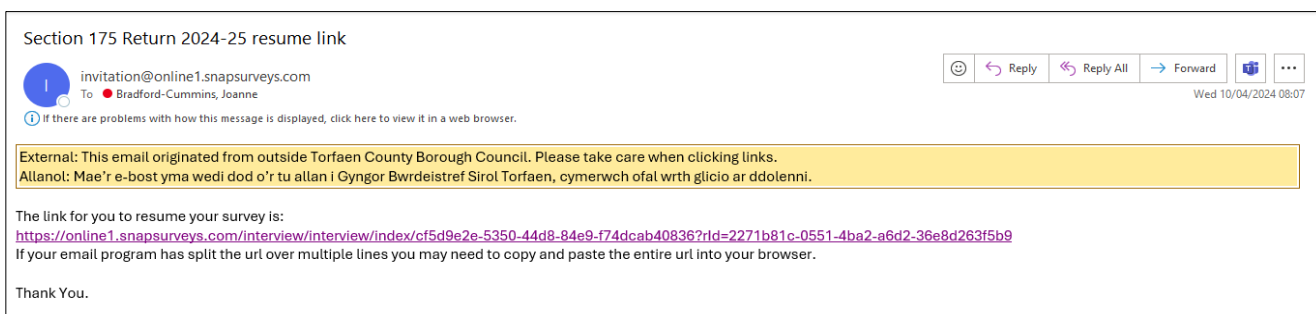 Section 175 Return 2024-25 resume link
I
invitation@online1.snapsurveys.com
To Bradford-Cummins, Joanne
Reply
Reply All
Forward
Wed 10/04/2024 08:07
If there are problems with how this message is displayed, click here to view it in a web browser.
External: This email originated from outside Torfaen County Borough Council. Please take care when clicking links.
Allanol: Mae'r e-bost yma wedi dod o'r tu allan i Gyngor Bwrdeistref Sirol Torfaen, cymerwch ofal wrth glicio ar ddolenni.
The link for you to resume your survey is:
https://online1.snapsurveys.com/interview/interview/index/cf5d9e2e-5350-44d8-84e9-f74dcab40836?rId=2271b81c-0551-4ba2-a6d2-36e8d263f5b9
If your email program has split the url over multiple lines you may need to copy and paste the entire url into your browser.
Thank You.